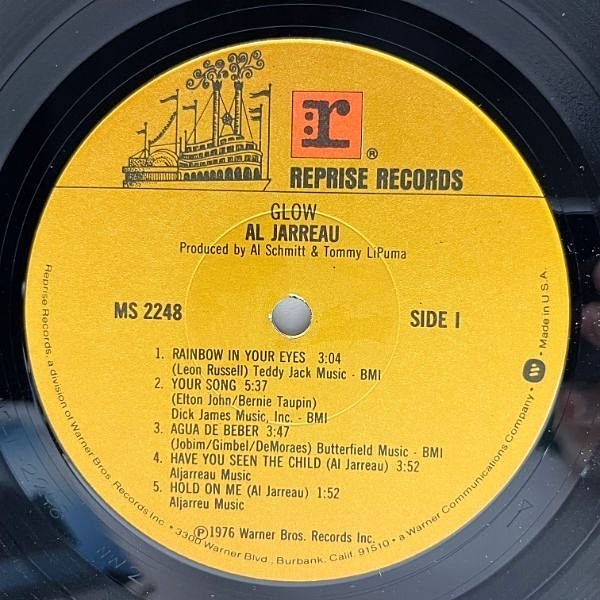 r
®
REPRISE RECORDS
GLOW
AL JARREAU
Produced by Al Schmitt & Tommy LiPuma
MS 2248
SIDE I
1. RAINBOW IN YOUR EYES 3:04
(Leon Russell) Teddy Jack Music - BMI
2. YOUR SONG 5:37
(Elton John/Bernie Taupin)
Dick James Music, Inc. - BMI
3. AGUA DE BEBER 3:47
(Jobim/Gimbel/DeMoraes) Butterfield Music - BMI
4. HAVE YOU SEEN THE CHILD (Al Jarreau) 3:52
Aljarreau Music
5. HOLD ON ME (Al Jarreau) 1:52
Aljarreu Music
℗1976 Warner Bros. Records Inc.
Reprise Records, a division of Warner Bros. Records Inc. • 3300 Warner Blvd., Burbank, Calif. 91510 • a Warner Communications Company • W • Made in U.S.A.